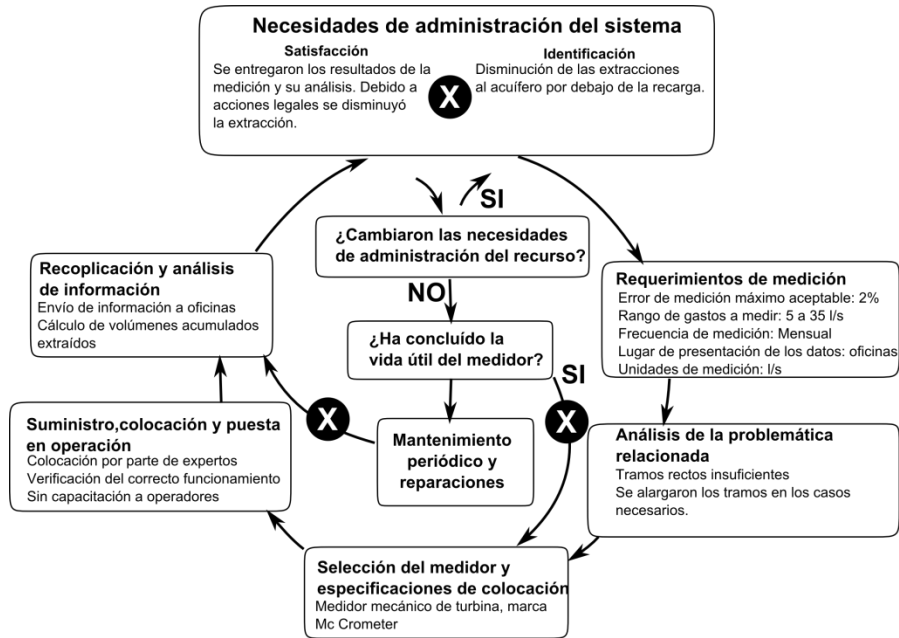 Necesidades de administración del sistema
Satisfacción
Se entregaron los resultados de la
medición y su análisis. Debido a
acciones legales se disminuyó
la extracción.
X
Identificación
Disminución de las extracciones
al acuífero por debajo de la recarga.
SI
¿Cambiaron las necesidades
de administración del recurso?
NO
¿Ha concluído la
vida útil del medidor?
SI
X
X
Mantenimiento
periódico y
reparaciones
Requerimientos de medición
Error de medición máximo aceptable: 2%
Rango de gastos a medir: 5 a 35 l/s
Frecuencia de medición: Mensual
Lugar de presentación de los datos: oficinas
Unidades de medición: l/s
Análisis de la problemática
relacionada
Tramos rectos insuficientes
Se alargaron los tramos en los casos
necesarios.
Selección del medidor y
especificaciones de colocación
Medidor mecánico de turbina, marca
Mc Crometer
Suministro,colocación y puesta
en operación
Colocación por parte de expertos
Verificación del correcto funcionamiento
Sin capacitación a operadores
Recoplicación y análisis
de información
Envío de información a oficinas
Cálculo de volúmenes acumulados
extraídos